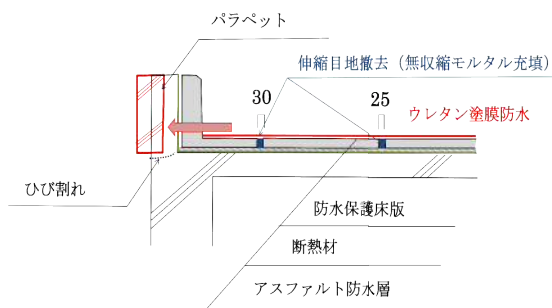 パラペット
伸縮目地撤去（無収縮モルタル充填）
30
25
ウレタン塗膜防水
ひび割れ
防水保護床版
断熱材
アスファルト防水層